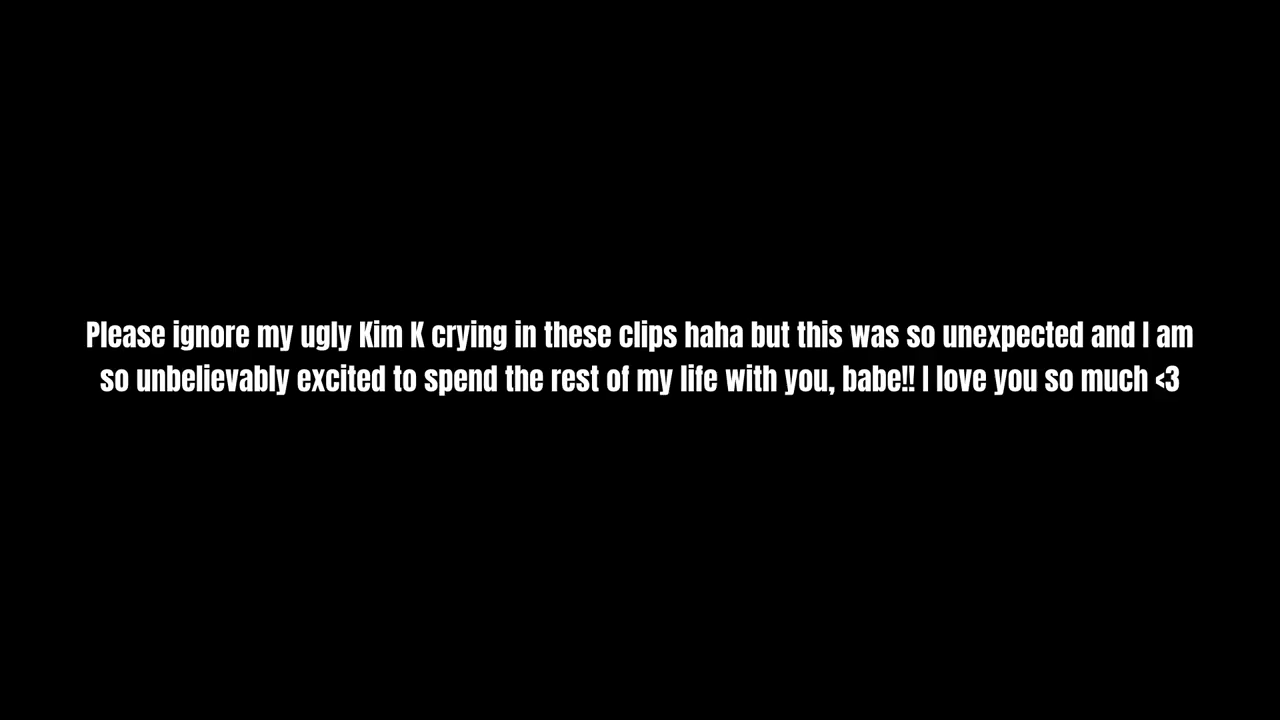 Please ignore my ugly Kim K crying in these clips haha but this was so unexpected and I am
so unbelievably excited to spend the rest of my life with you, babe!! I love you so much <3